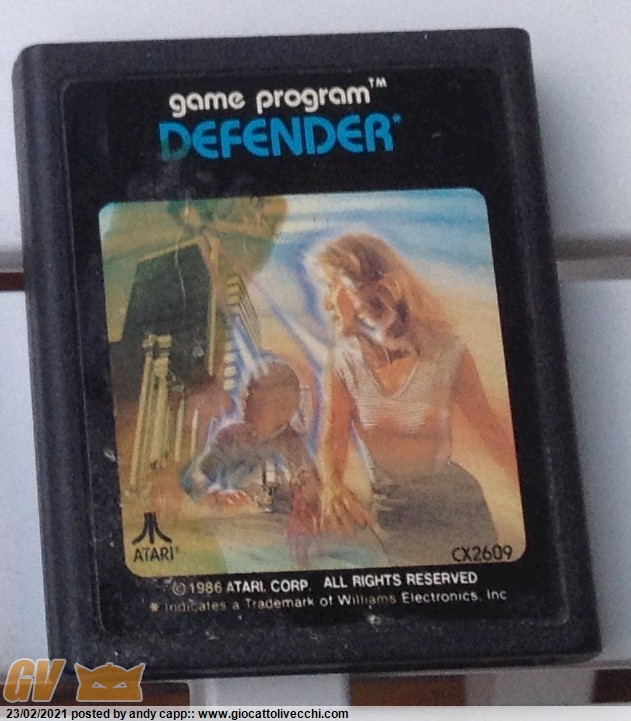 game program™
DEFENDER*
ATARI®
CX2609
© 1986 ATARI, CORP. ALL RIGHTS RESERVED
* Indicates a Trademark of Williams Electronics, Inc
GV
23/02/2021 posted by andy capp:: www.giocattolivecchi.com